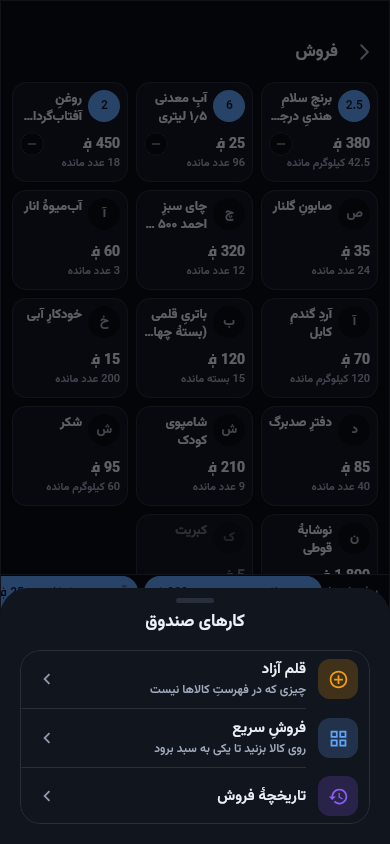 فروش
2.5
برنج سلامِ
هندیِ درجـ...
380 ؋
42.5 کیلوگرم مانده
6
آب معدنی
۱٫۵ لیتری
25 ؋
96 عدد مانده
2
روغنِ
آفتاب‌گردا...
450 ؋
18 عدد مانده
ص
صابونِ گلنار
35 ؋
24 عدد مانده
چ
چای سبز
احمد ۵۰۰ ...
320 ؋
12 عدد مانده
آ
آب‌میوهٔ انار
60 ؋
3 عدد مانده
آ
آردِ گندمِ
کابل
70 ؋
120 کیلوگرم مانده
ب
باتریِ قلمی
(بستهٔ چها...
120 ؋
15 بسته مانده
خ
خودکارِ آبی
15 ؋
200 عدد مانده
د
دفترِ صدبرگ
85 ؋
40 عدد مانده
ش
شامپوی
کودک
210 ؋
9 عدد مانده
ش
شکر
95 ؋
60 کیلوگرم مانده
ن
نوشابهٔ
قوطی
ک
کبریت
کارهای صندوق
قلم آزاد
چیزی که در فهرستِ کالاها نیست
فروشِ سریع
روی کالا بزنید تا یکی به سبد برود
تاریخچهٔ فروش